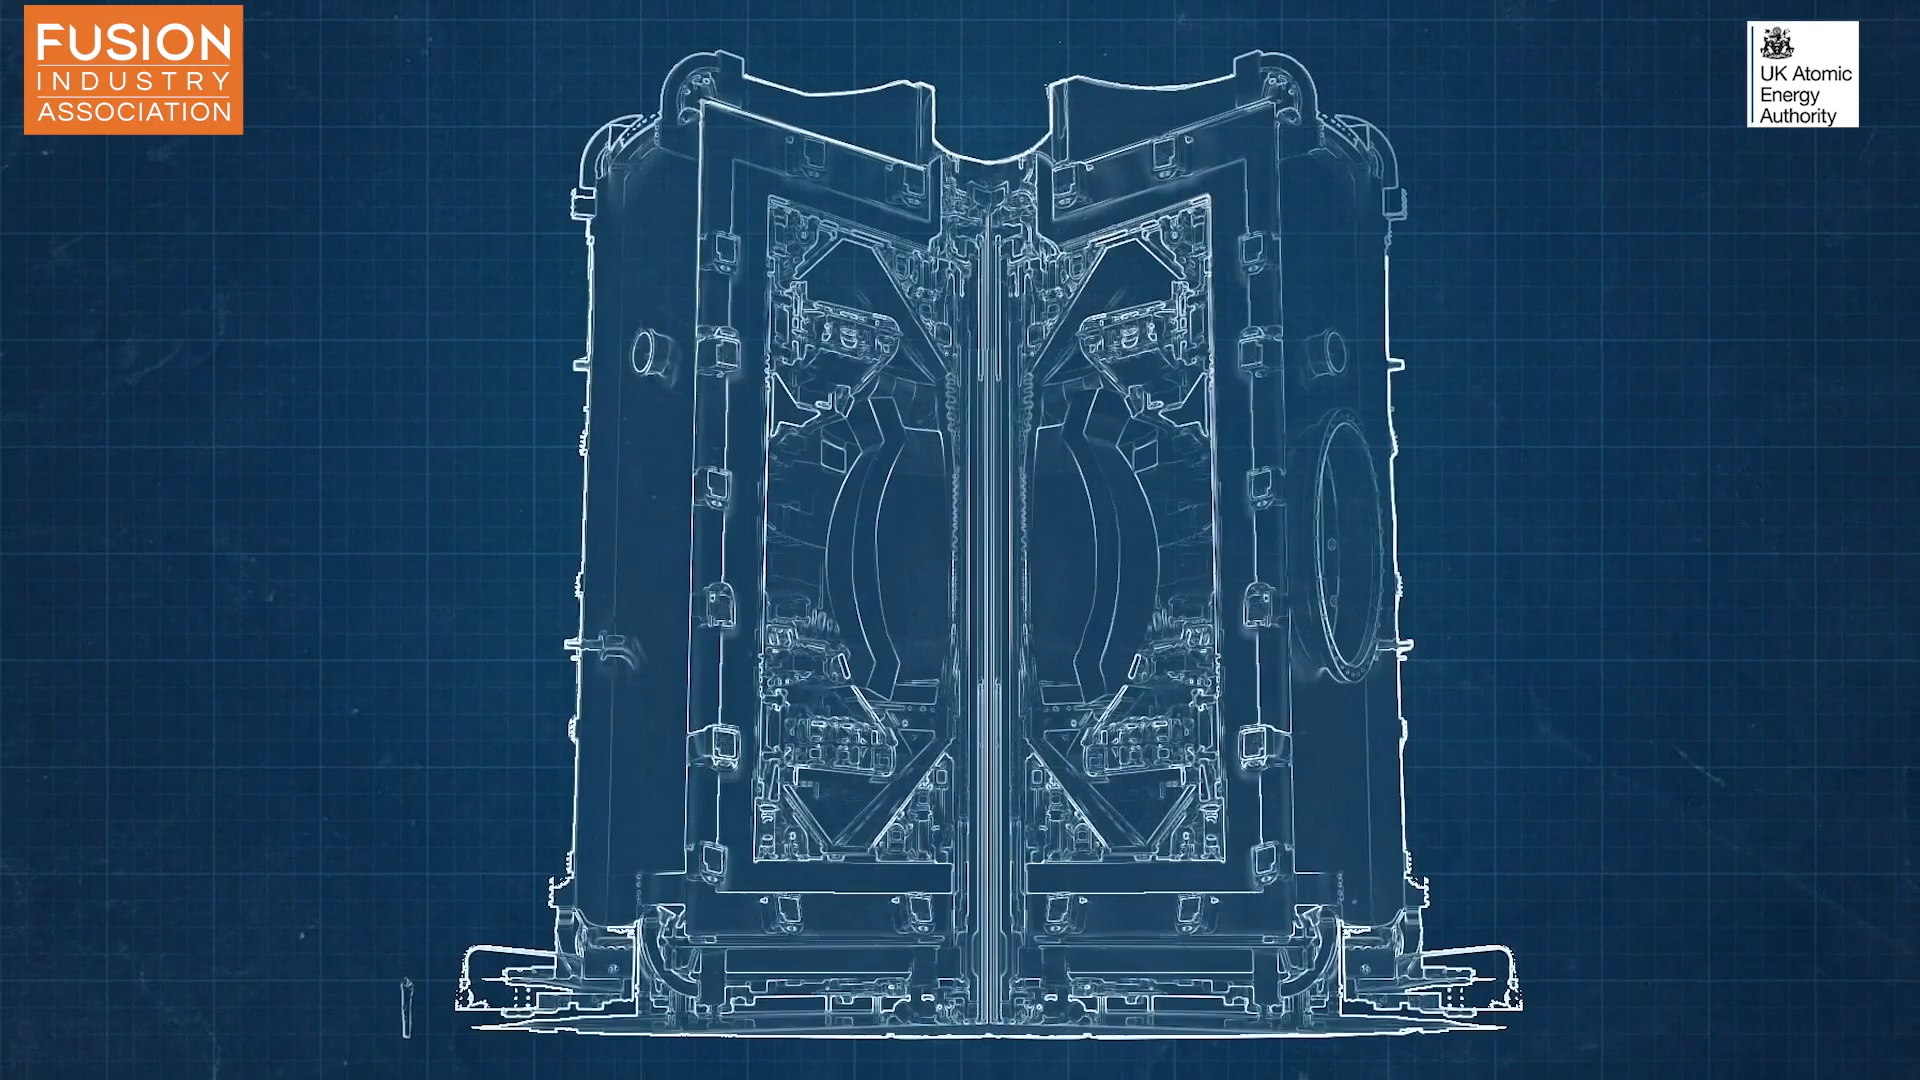 FUSION
INDUSTRY
ASSOCIATION
UK Atomic
Energy
Authority